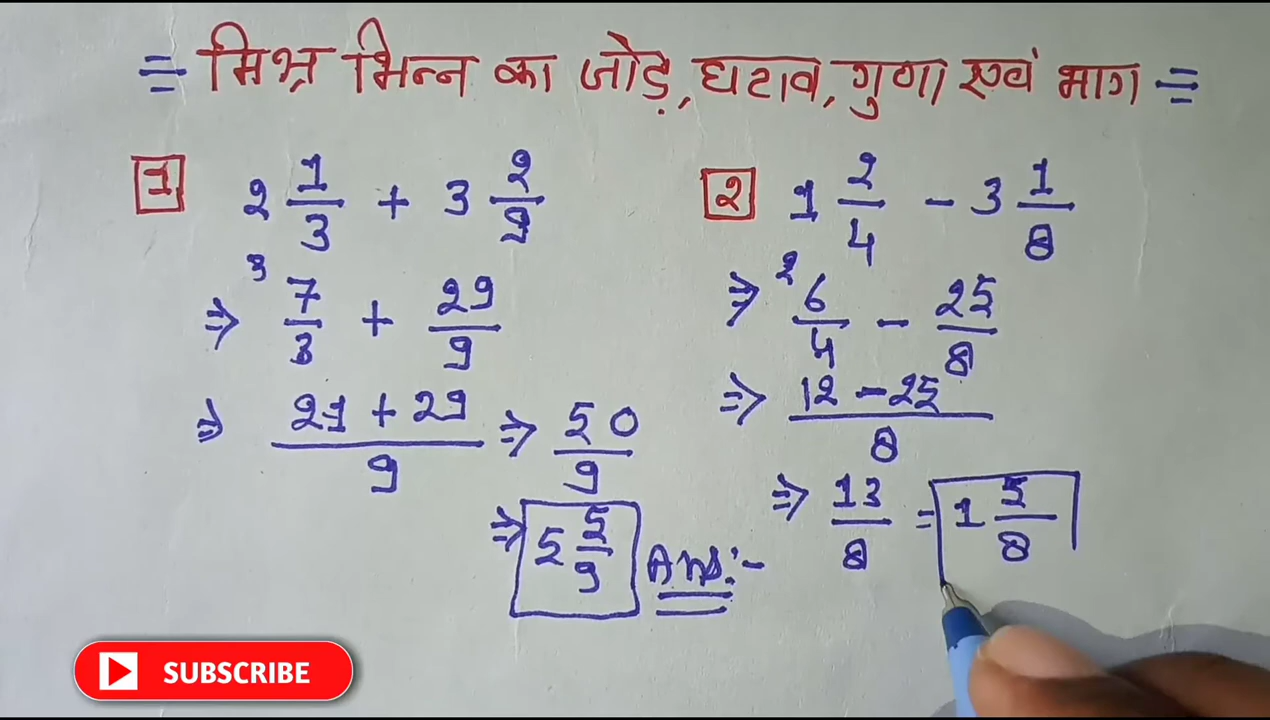 = मिश्र भिन्न का जोड़, घटाव, गुणा एवं भाग =
1 2 1/3 + 3 2/9
3
⇒ 7/3 + 29/9
⇒ 21 + 29/9 ⇒ 50/9
⇒ 5 5/9 Ans:-
2 1 2/4 - 3 1/8
2
⇒ 6/4 - 25/8
⇒ 12 - 25/8
⇒ 13/8 = 1 5/8
SUBSCRIBE